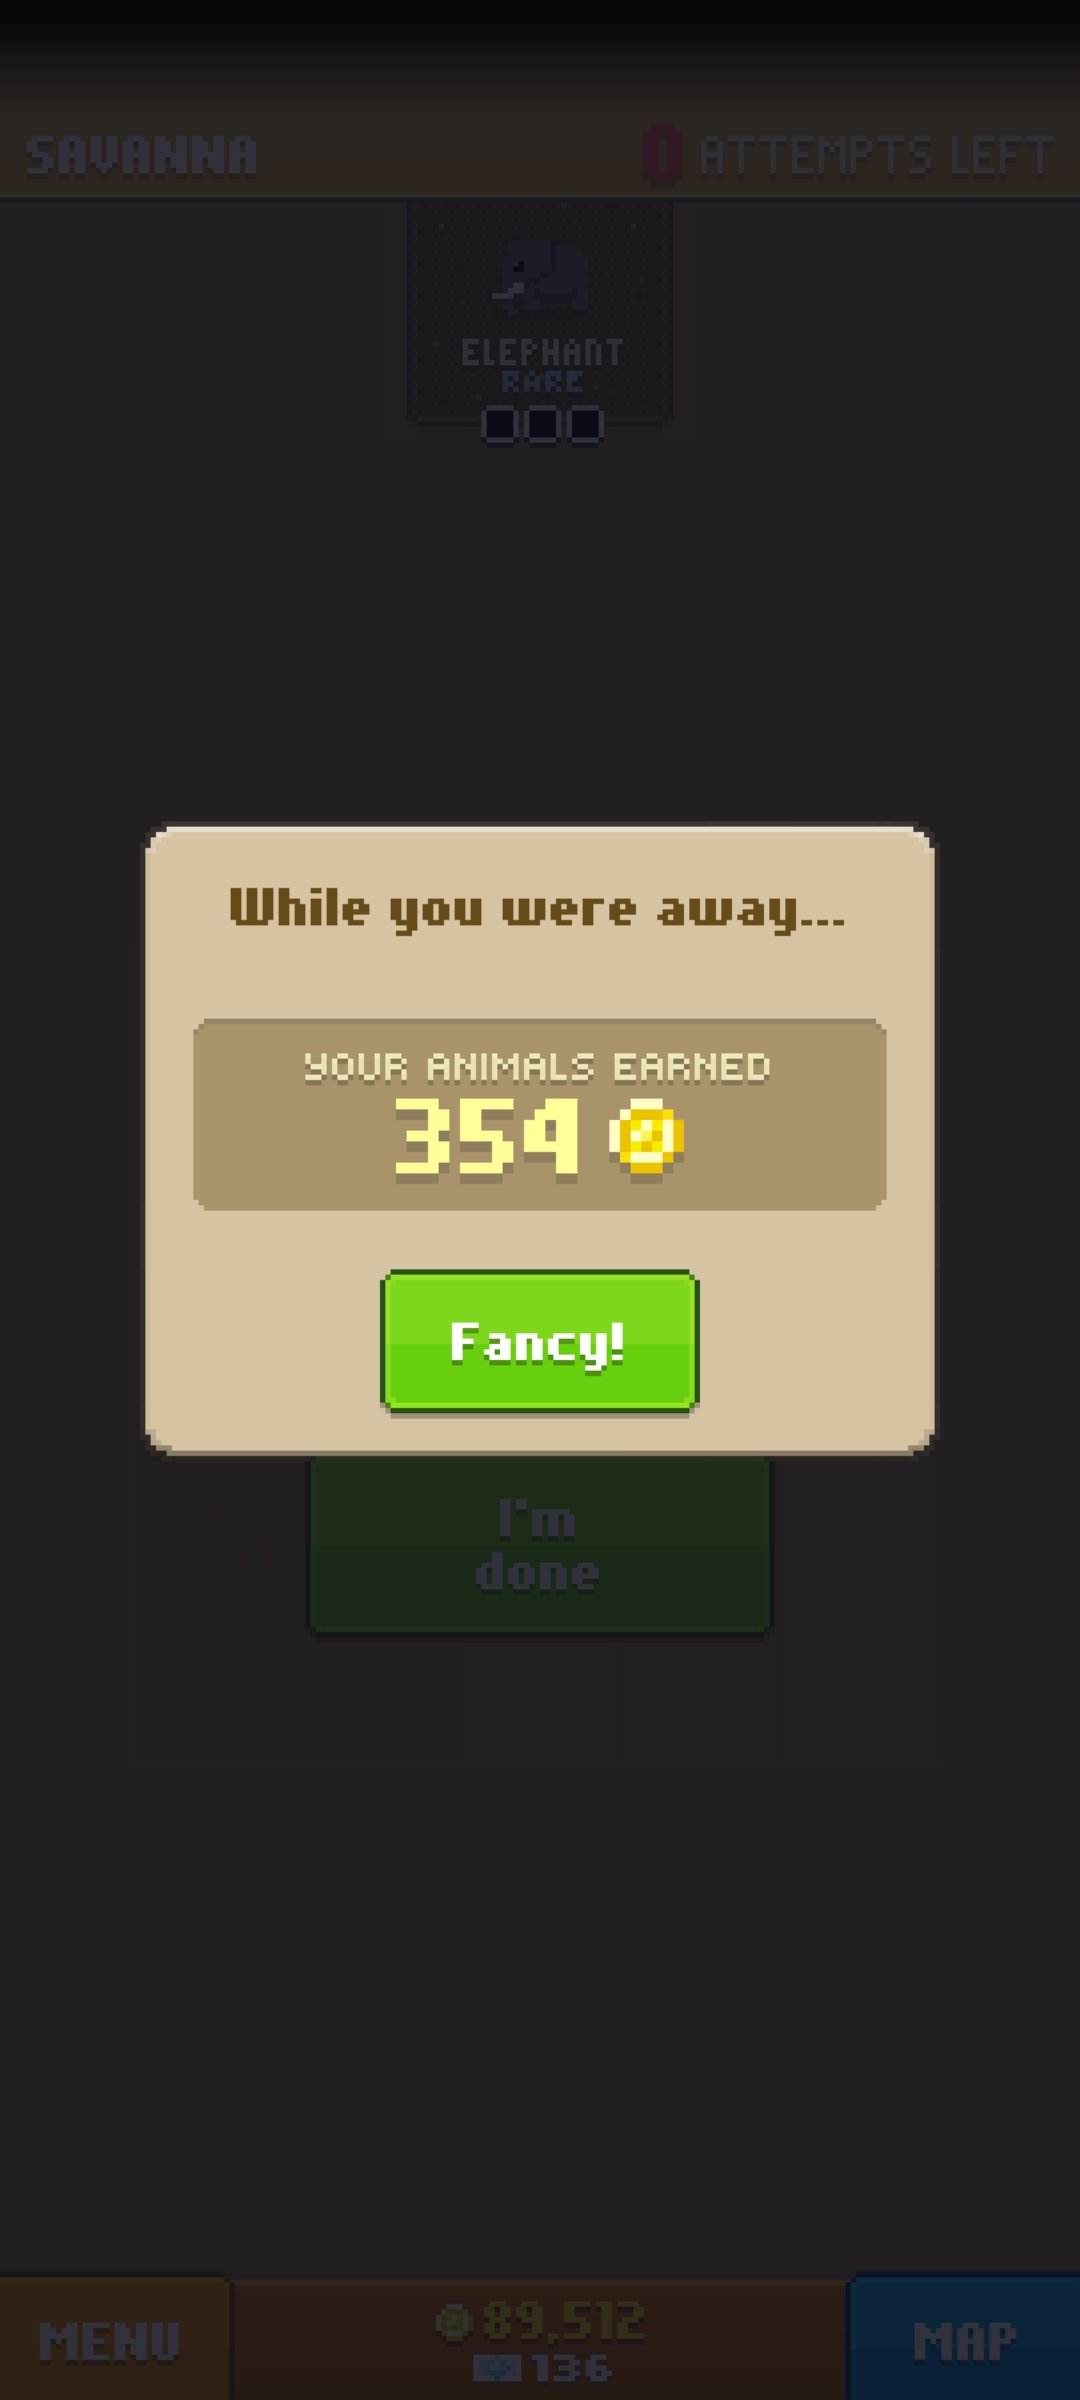 SAVANNA
0 ATTEMPTS LEFT
ELEPHANT
RARE
While you were away...
YOUR ANIMALS EARNED
354
Fancy!
I'm
done
MENU
89,512
136
MAP